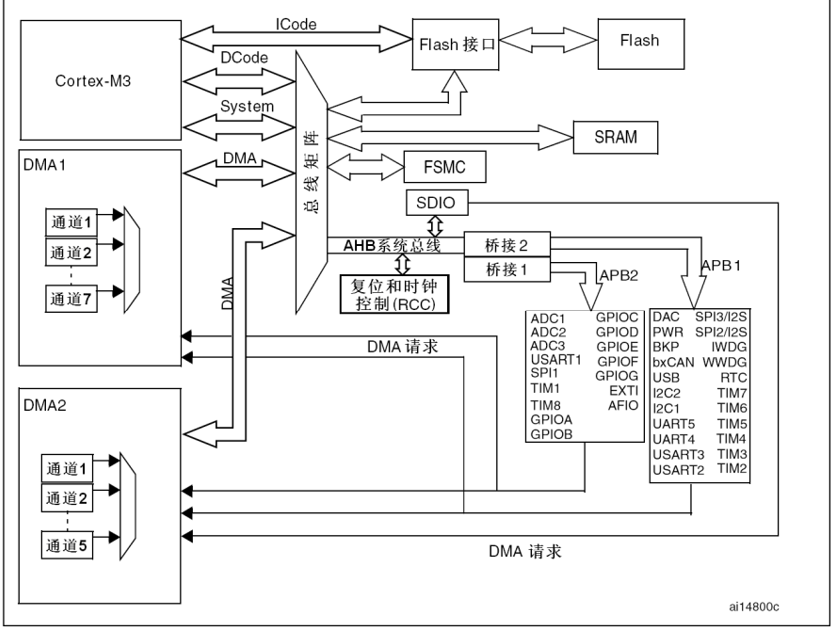 ICode
Cortex-M3
Flash 接口
Flash
DCode
System
总线矩阵
SRAM
DMA1
DMA
FSMC
SDIO
通道1
通道2
通道7
AHB系统总线
桥接 2
桥接 1
APB2
APB1
复位和时钟
控制(RCC)
DMA
DMA 请求
ADC1 GPIOC
ADC2 GPIOD
ADC3 GPIOE
USART1 GPIOF
SPI1 GPIOG
TIM1 EXTI
TIM8 AFIO
GPIOA
GPIOB
DAC SPI3/I2S
PWR SPI2/I2S
BKP IWDG
bxCAN WWDG
USB RTC
I2C2 TIM7
I2C1 TIM6
UART5 TIM5
UART4 TIM4
USART3 TIM3
USART2 TIM2
DMA2
通道1
通道2
通道5
DMA 请求
ai14800c